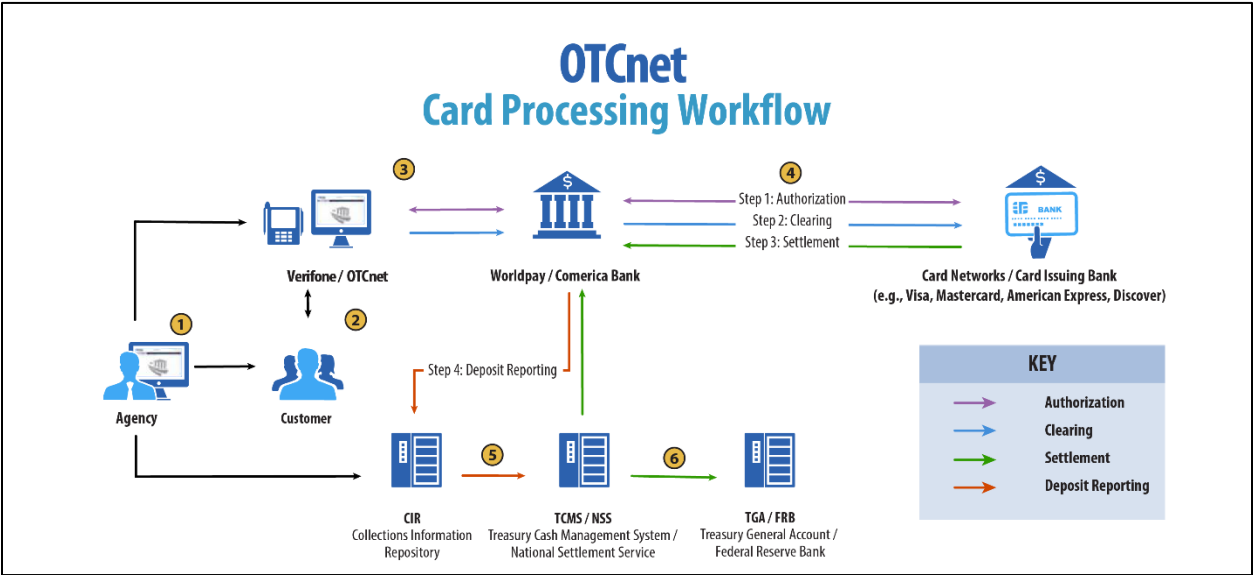 OTCnet
Card Processing Workflow
3
4
Step 1: Authorization
Step 2: Clearing
Step 3: Settlement
$
$
BANK
Verifone / OTCnet
Worldpay / Comerica Bank
Card Networks / Card Issuing Bank
(e.g., Visa, Mastercard, American Express, Discover)
1
2
Agency
Customer
Step 4: Deposit Reporting
KEY
Authorization
Clearing
Settlement
Deposit Reporting
5
6
CIR
Collections Information
Repository
TCMS / NSS
Treasury Cash Management System /
National Settlement Service
TGA / FRB
Treasury General Account /
Federal Reserve Bank